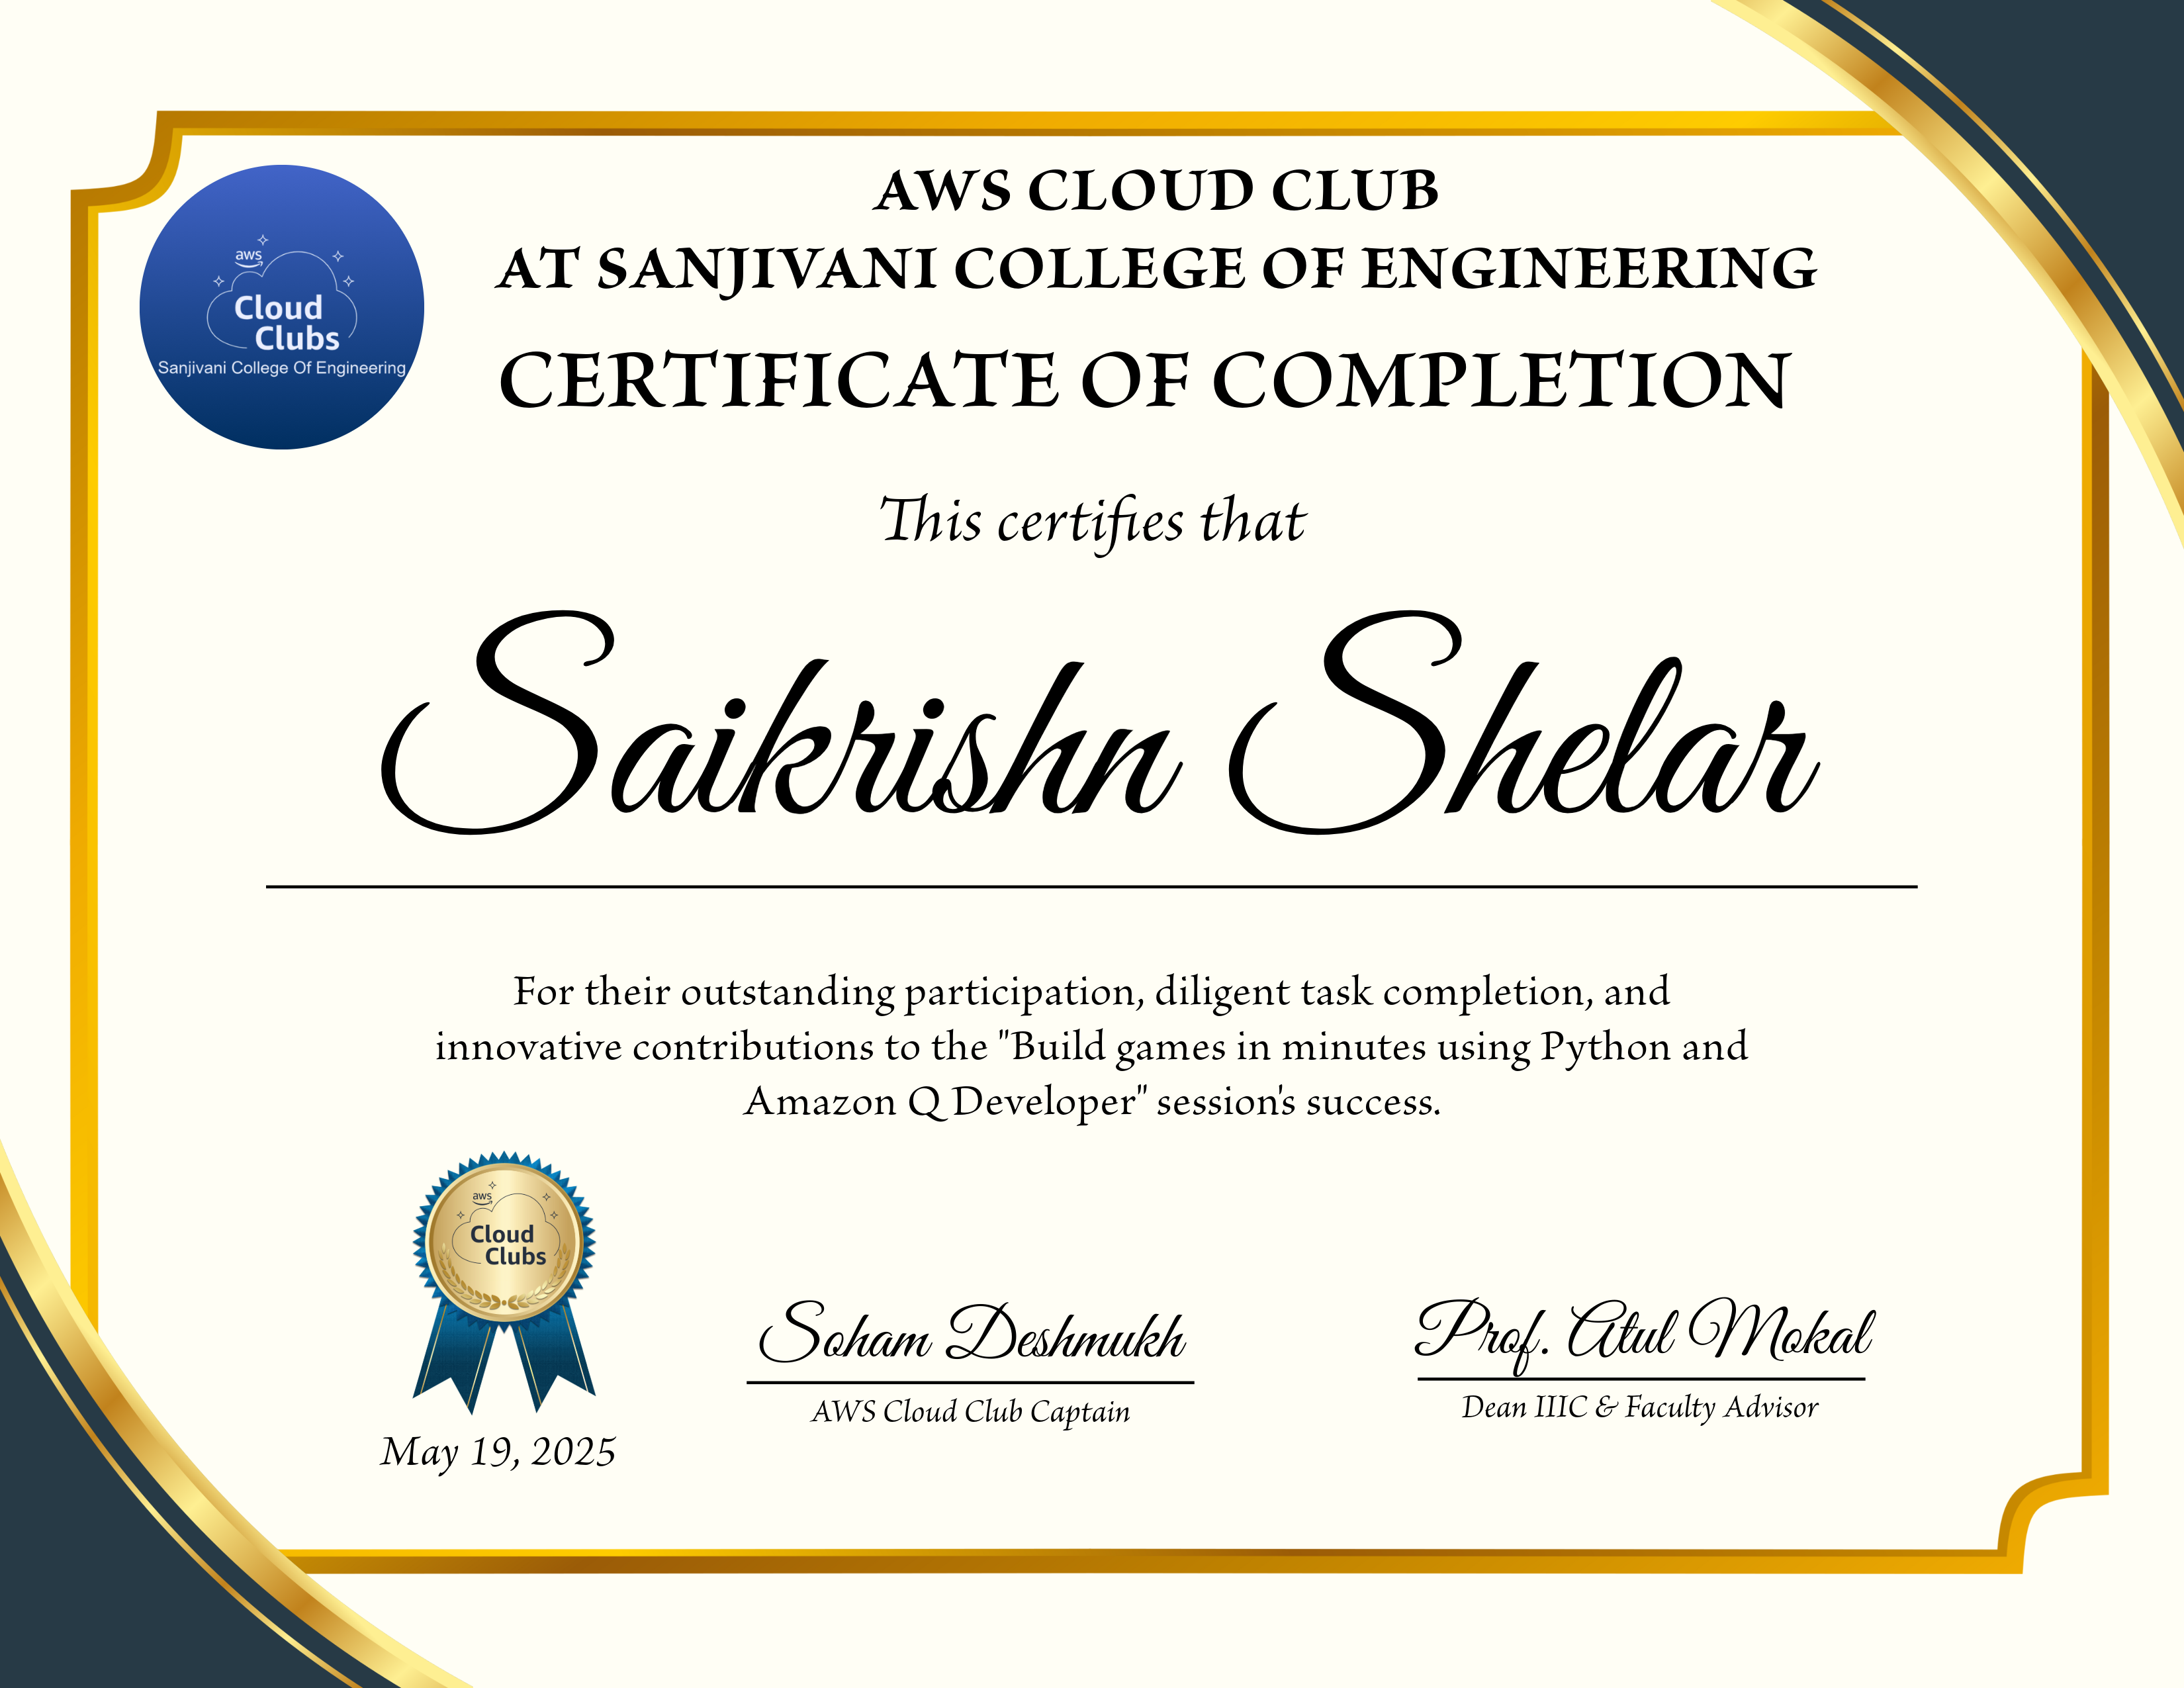 AWS CLOUD CLUB
AT SANJIVANI COLLEGE OF ENGINEERING
CERTIFICATE OF COMPLETION
aws
Cloud
Clubs
Sanjivani College Of Engineering
This certifies that
Saikrishn Shelar
For their outstanding participation, diligent task completion, and
innovative contributions to the "Build games in minutes using Python and
Amazon Q Developer" session's success.
aws
Cloud
Clubs
May 19, 2025
Soham Deshmukh
AWS Cloud Club Captain
Prof. Atul Mokal
Dean IIIC & Faculty Advisor